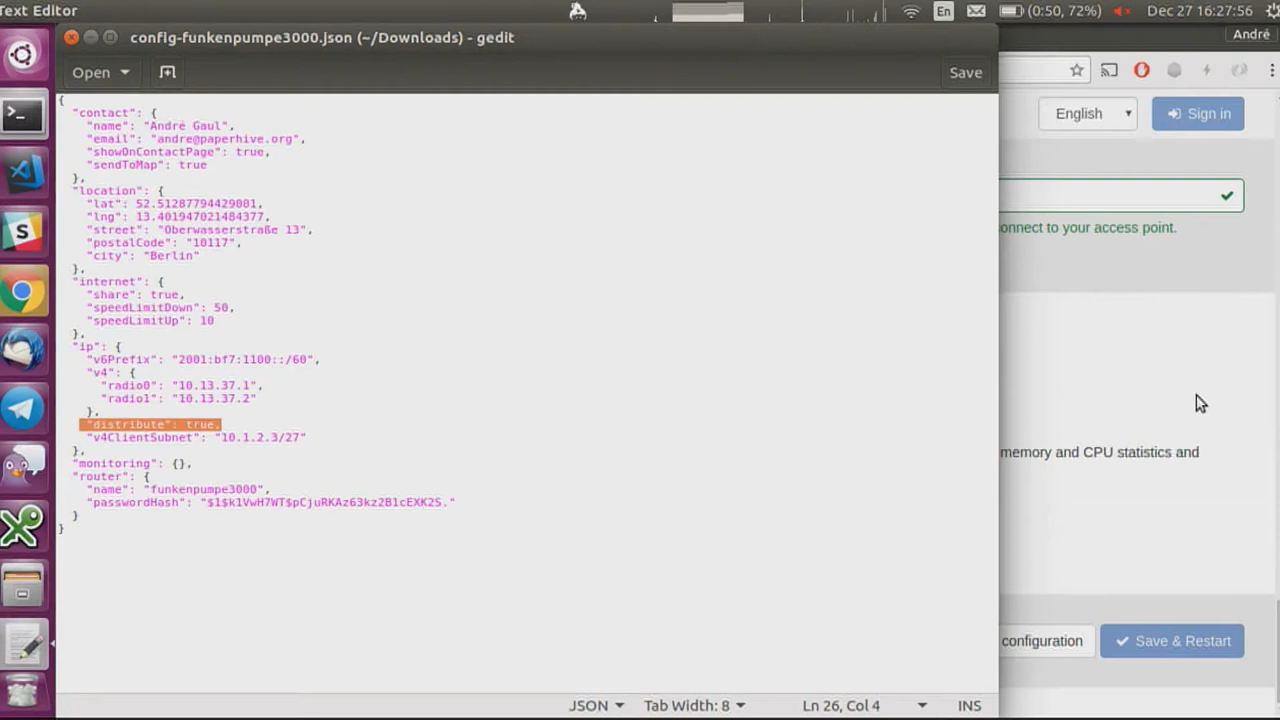 Text Editor
En
(0:50, 72%)
Dec 27 16:27:56
config-funkenpumpe3000.json (~/Downloads) - gedit
André
Open
Save
English
Sign in
{
"contact": {
"name": "André Gaul",
"email": "andre@paperhive.org",
"showOnContactPage": true,
"sendToMap": true
},
"location": {
"lat": 52.51287794429001,
"lng": 13.401947021484377,
"street": "Oberwasserstraße 13",
"postalCode": "10117",
"city": "Berlin"
},
"internet": {
"share": true,
"speedLimitDown": 50,
"speedLimitUp": 10
},
"ip": {
"v6Prefix": "2001:bf7:1100::/60",
"v4": {
"radio0": "10.13.37.1",
"radio1": "10.13.37.2"
},
"distribute": true,
"v4ClientSubnet": "10.1.2.3/27"
},
"monitoring": {},
"router": {
"name": "funkenpumpe3000",
"passwordHash": "$1$k1VwH7WT$pCjuRKAz63kz2B1cEXK2S."
}
}
onnect to your access point.
memory and CPU statistics and
configuration
Save & Restart
JSON
Tab Width: 8
Ln 26, Col 4
INS